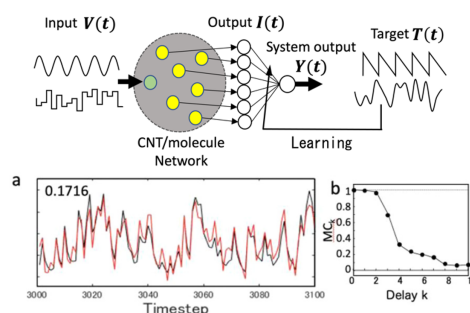 Input V(t)
Output I(t)
System output
Y(t)
Target T(t)
CNT/molecule
Network
Learning
a
0.1716
3000 3020 3040 3060 3080 3100
Timestep
b
MCk
1
0.8
0.6
0.4
0.2
0
0 2 4 6 8 1
Delay k